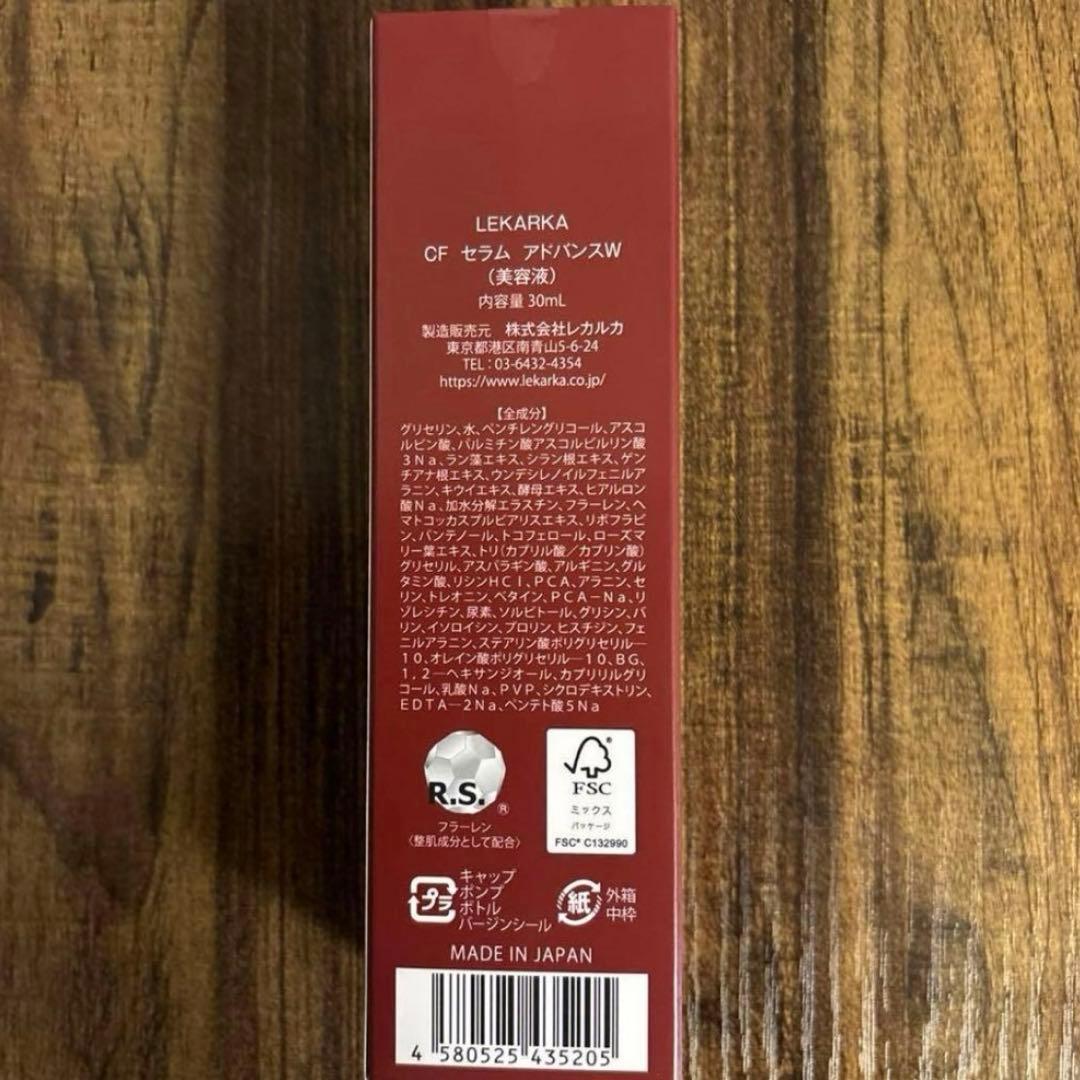 LEKARKA
CF セラム アドバンスW
（美容液）
内容量 30mL
製造販売元 株式会社レカルカ
東京都港区南青山5-6-24
TEL：03-6432-4354
https://www.lekarka.co.jp/
【全成分】
グリセリン、水、ペンチレングリコール、アスコ
ルビン酸、パルミチン酸アスコルビルリン酸
３Ｎａ、ラン藻エキス、シラン根エキス、ゲン
チアナ根エキス、ウンデシレノイルフェニルア
ラニン、キウイエキス、酵母エキス、ヒアルロン
酸Ｎａ、加水分解エラスチン、フラーレン、ヘ
マトコッカスプルビアリスエキス、リボフラビ
ン、パンテノール、トコフェロール、ローズマ
リー葉エキス、トリ（カプリル酸／カプリン酸）
グリセリル、アスパラギン酸、アルギニン、グル
タミン酸、リシンＨＣｌ、ＰＣＡ、アラニン、セ
リン、トレオニン、ベタイン、ＰＣＡ－Ｎａ、リ
ゾレシチン、尿素、ソルビトール、グリシン、バ
リン、イソロイシン、プロリン、ヒスチジン、フェ
ニルアラニン、ステアリン酸ポリグリセリル―
１０、オレイン酸ポリグリセリル―１０、ＢＧ、
１，２―ヘキサンジオール、カプリリルグリ
コール、乳酸Ｎａ、ＰＶＰ、シクロデキストリン、
ＥＤＴＡ―２Ｎａ、ペンテト酸５Ｎａ
R.S.®
フラーレン
〈整肌成分として配合〉
FSC
ミックス
パッケージ
FSC® C132990
プラ
キャップ
ポンプ
ボトル
バージンシール
紙
外箱
中枠
MADE IN JAPAN
4 580525 435205